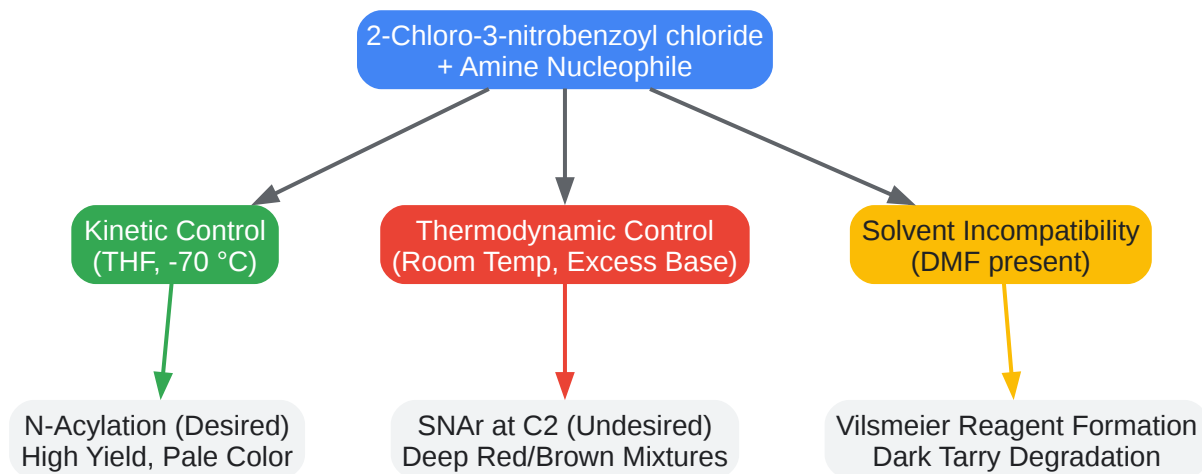 2-Chloro-3-nitrobenzoyl chloride
+ Amine Nucleophile
Kinetic Control
(THF, -70 °C)
Thermodynamic Control
(Room Temp, Excess Base)
Solvent Incompatibility
(DMF present)
N-Acylation (Desired)
High Yield, Pale Color
SNAr at C2 (Undesired)
Deep Red/Brown Mixtures
Vilsmeier Reagent Formation
Dark Tarry Degradation